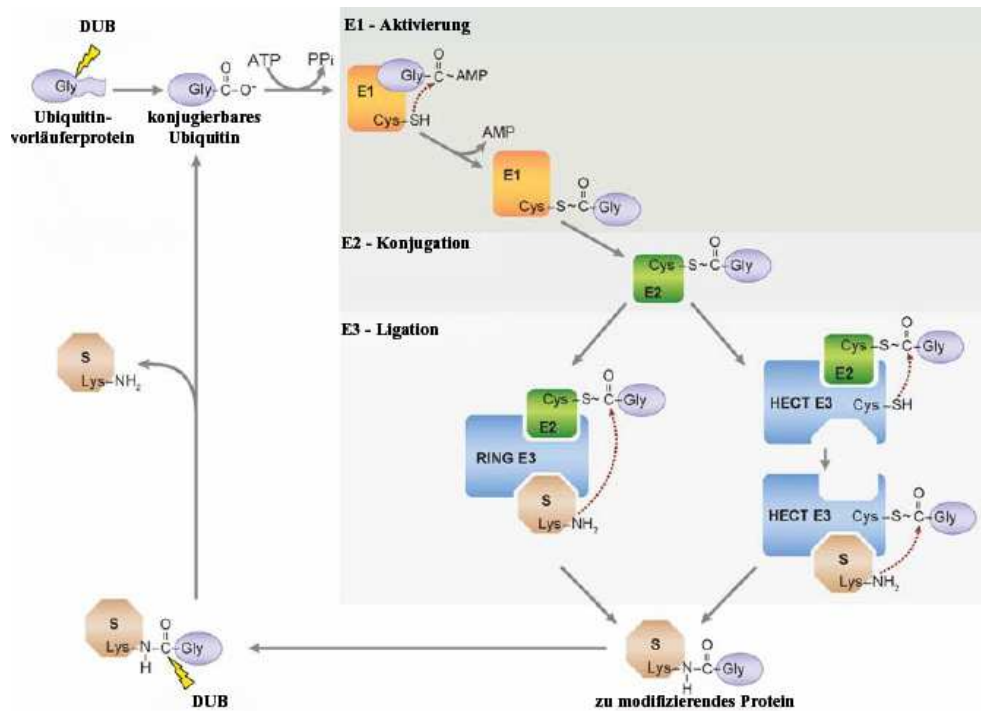 DUB
Gly
Ubiquitin-
vorläuferprotein
Gly-C-O-
O
konjugierbares
Ubiquitin
ATP
PPi
E1 - Aktivierung
O
Gly-C-AMP
E1
Cys-SH
AMP
E1
O
Cys-S~C-Gly
E2 - Konjugation
O
Cys-S~C-Gly
E2
E3 - Ligation
O
Cys-S~C-Gly
E2
RING E3
S
Lys-NH2
O
Cys-S~C-Gly
E2
HECT E3
Cys-SH
O
HECT E3
Cys-S~C-Gly
S
Lys-NH2
S
Lys-NH2
S
O
Lys-N-C-Gly
H
DUB
S
O
Lys-N-C-Gly
H
zu modifizierendes Protein